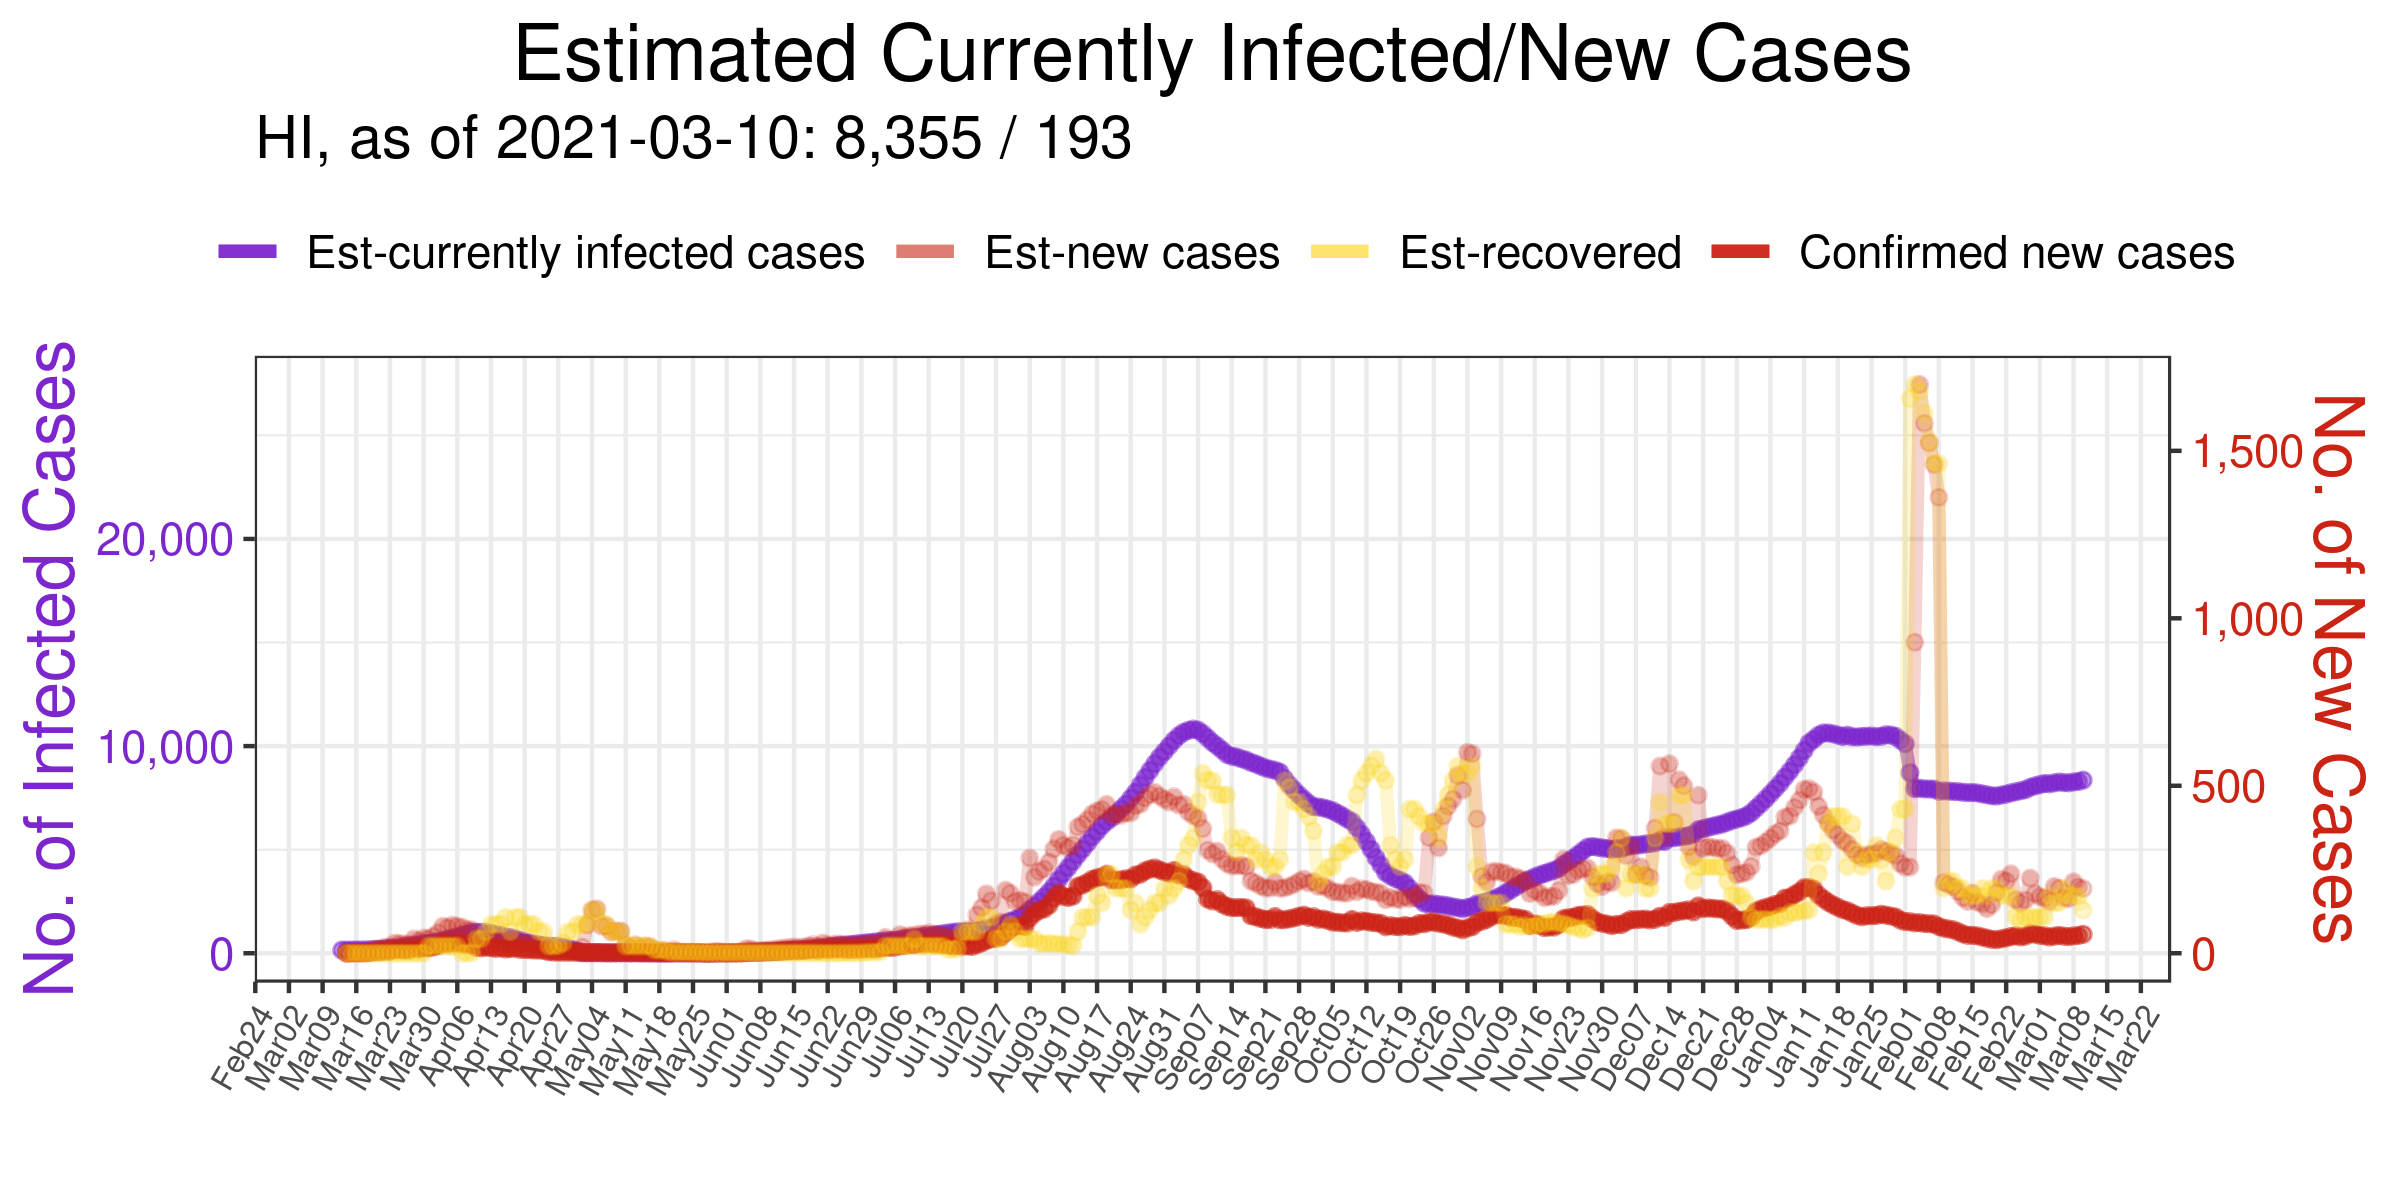 Estimated Currently Infected/New Cases
HI, as of 2021-03-10: 8,355 / 193
Est-currently infected cases Est-new cases Est-recovered Confirmed new cases
No. of Infected Cases
20,000
10,000
0
1,500
1,000
500
0
No. of New Cases
Feb24 Mar02 Mar09 Mar16 Mar23 Mar30 Apr06 Apr13 Apr20 Apr27 May04 May11 May18 May25 Jun01 Jun08 Jun15 Jun22 Jun29 Jul06 Jul13 Jul20 Jul27 Aug03 Aug10 Aug17 Aug24 Aug31 Sep07 Sep14 Sep21 Sep28 Oct05 Oct12 Oct19 Oct26 Nov02 Nov09 Nov16 Nov23 Nov30 Dec07 Dec14 Dec21 Dec28 Jan04 Jan11 Jan18 Jan25 Feb01 Feb08 Feb15 Feb22 Mar01 Mar08 Mar15 Mar22